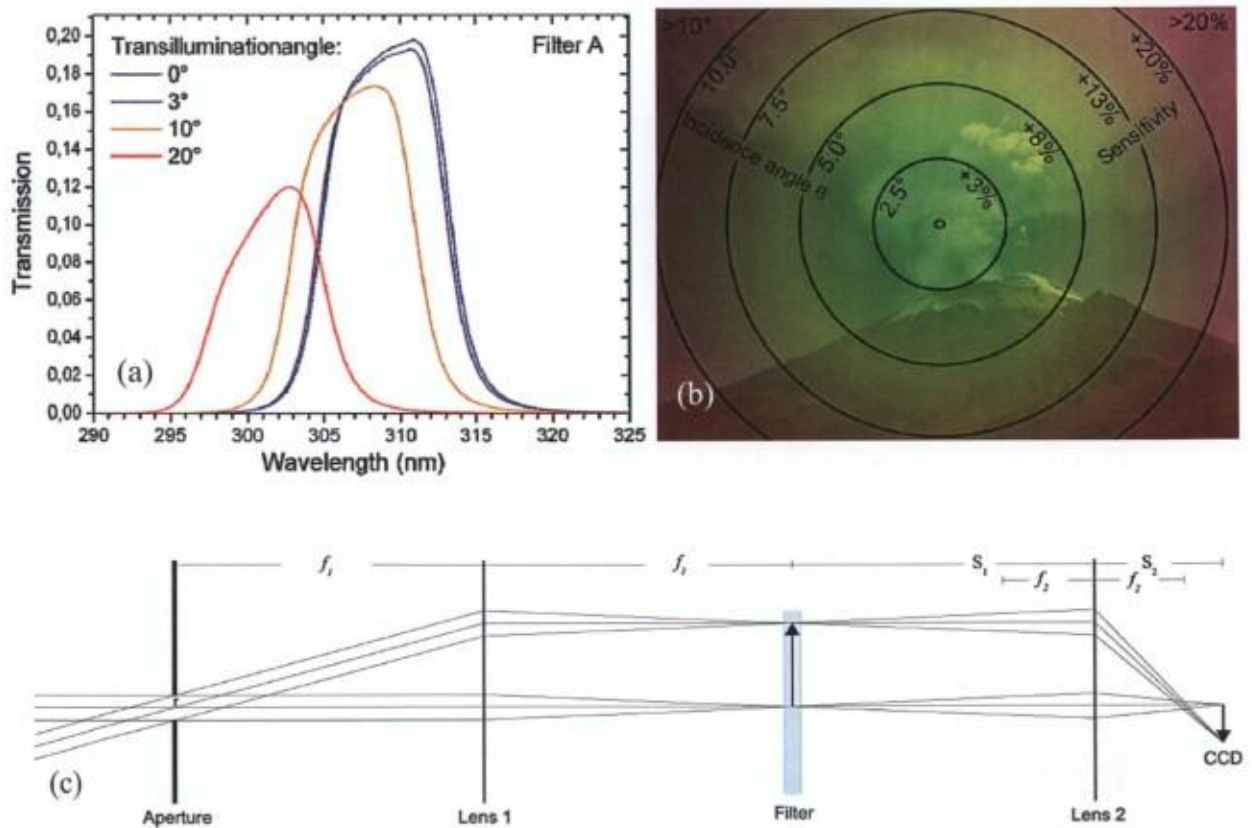 Transilluminationangle:
Filter A
0°
3°
10°
20°
0,20
0,18
0,16
0,14
0,12
0,10
0,08
0,06
0,04
0,02
0,00
Transmission
290 295 300 305 310 315 320 325
Wavelength (nm)
(a)
>10° >20%
10.0° +20%
7.5° +13%
5.0° +8%
2.5° +3%
Incidence angle θ
Sensitivity
(b)
f₁ f₁ S₁ S₂
f₂ f₂
(c)
CCD
Aperture Lens 1 Filter Lens 2